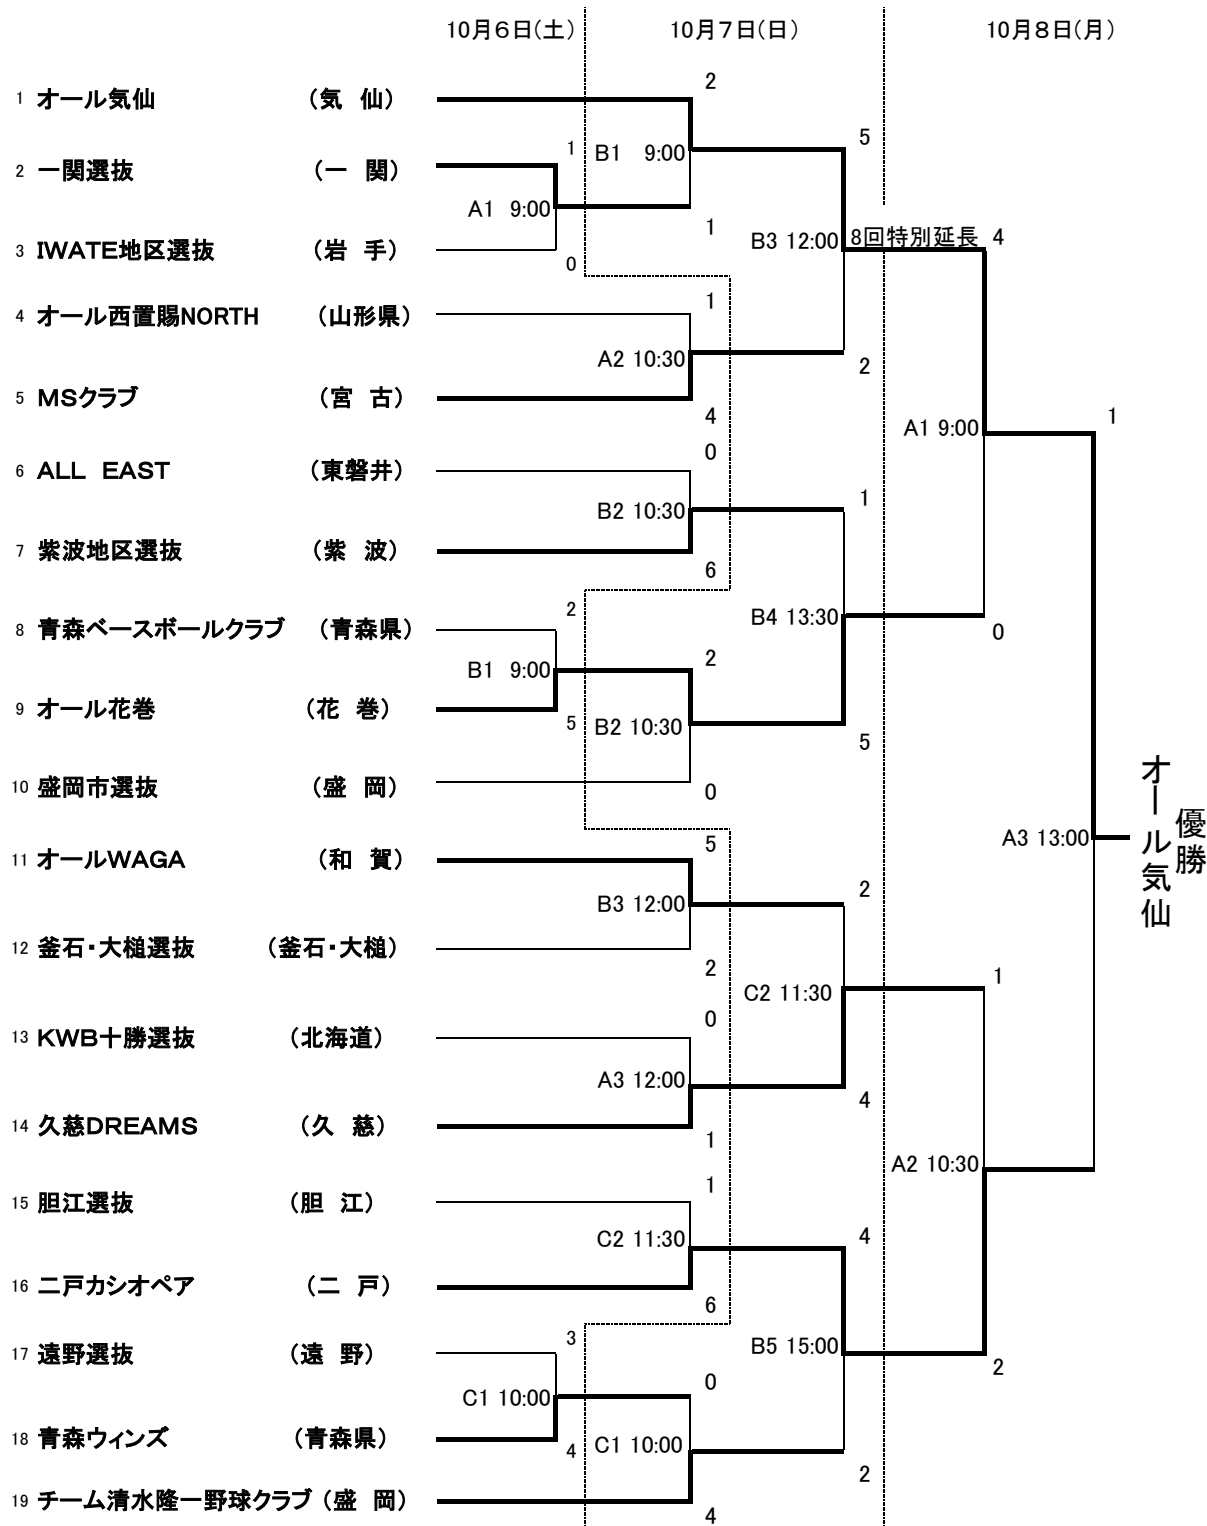 10月6日(土) 10月7日(日) 10月8日(月)
2
1 オール気仙 (気 仙)
5
1 B1 9:00
2 一関選抜 (一 関)
A1 9:00
1 B3 12:00 8回特別延長 4
3 IWATE地区選抜 (岩 手)
0
1
4 オール西置賜NORTH (山形県)
A2 10:30
2
5 MSクラブ (宮 古)
4 A1 9:00 1
0
6 ALL EAST (東磐井)
1
B2 10:30
7 紫波地区選抜 (紫 波)
6
2
8 青森ベースボールクラブ (青森県)
B4 13:30 0
B1 9:00 2
9 オール花巻 (花 巻)
5 B2 10:30 5
10 盛岡市選抜 (盛 岡)
0
A3 13:00
オール気仙
優勝
5
11 オールWAGA (和 賀)
2
B3 12:00
12 釜石・大槌選抜 (釜石・大槌)
2 1
C2 11:30
0
13 KWB十勝選抜 (北海道)
A3 12:00
4
14 久慈DREAMS (久 慈)
1
A2 10:30
1
15 胆江選抜 (胆 江)
C2 11:30 4
16 二戸カシオペア (二 戸)
6
3
17 遠野選抜 (遠 野)
B5 15:00 2
0
C1 10:00
18 青森ウィンズ (青森県)
4 C1 10:00
2
19 チーム清水隆一野球クラブ (盛 岡)
4